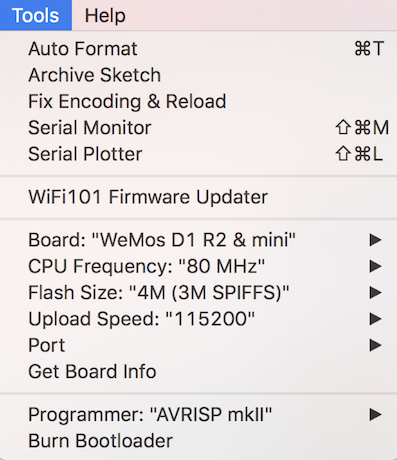 Tools Help
Auto Format ⌘T
Archive Sketch
Fix Encoding & Reload
Serial Monitor ⇧⌘M
Serial Plotter ⇧⌘L
WiFi101 Firmware Updater
Board: "WeMos D1 R2 & mini"
CPU Frequency: "80 MHz"
Flash Size: "4M (3M SPIFFS)"
Upload Speed: "115200"
Port
Get Board Info
Programmer: "AVRISP mkII"
Burn Bootloader